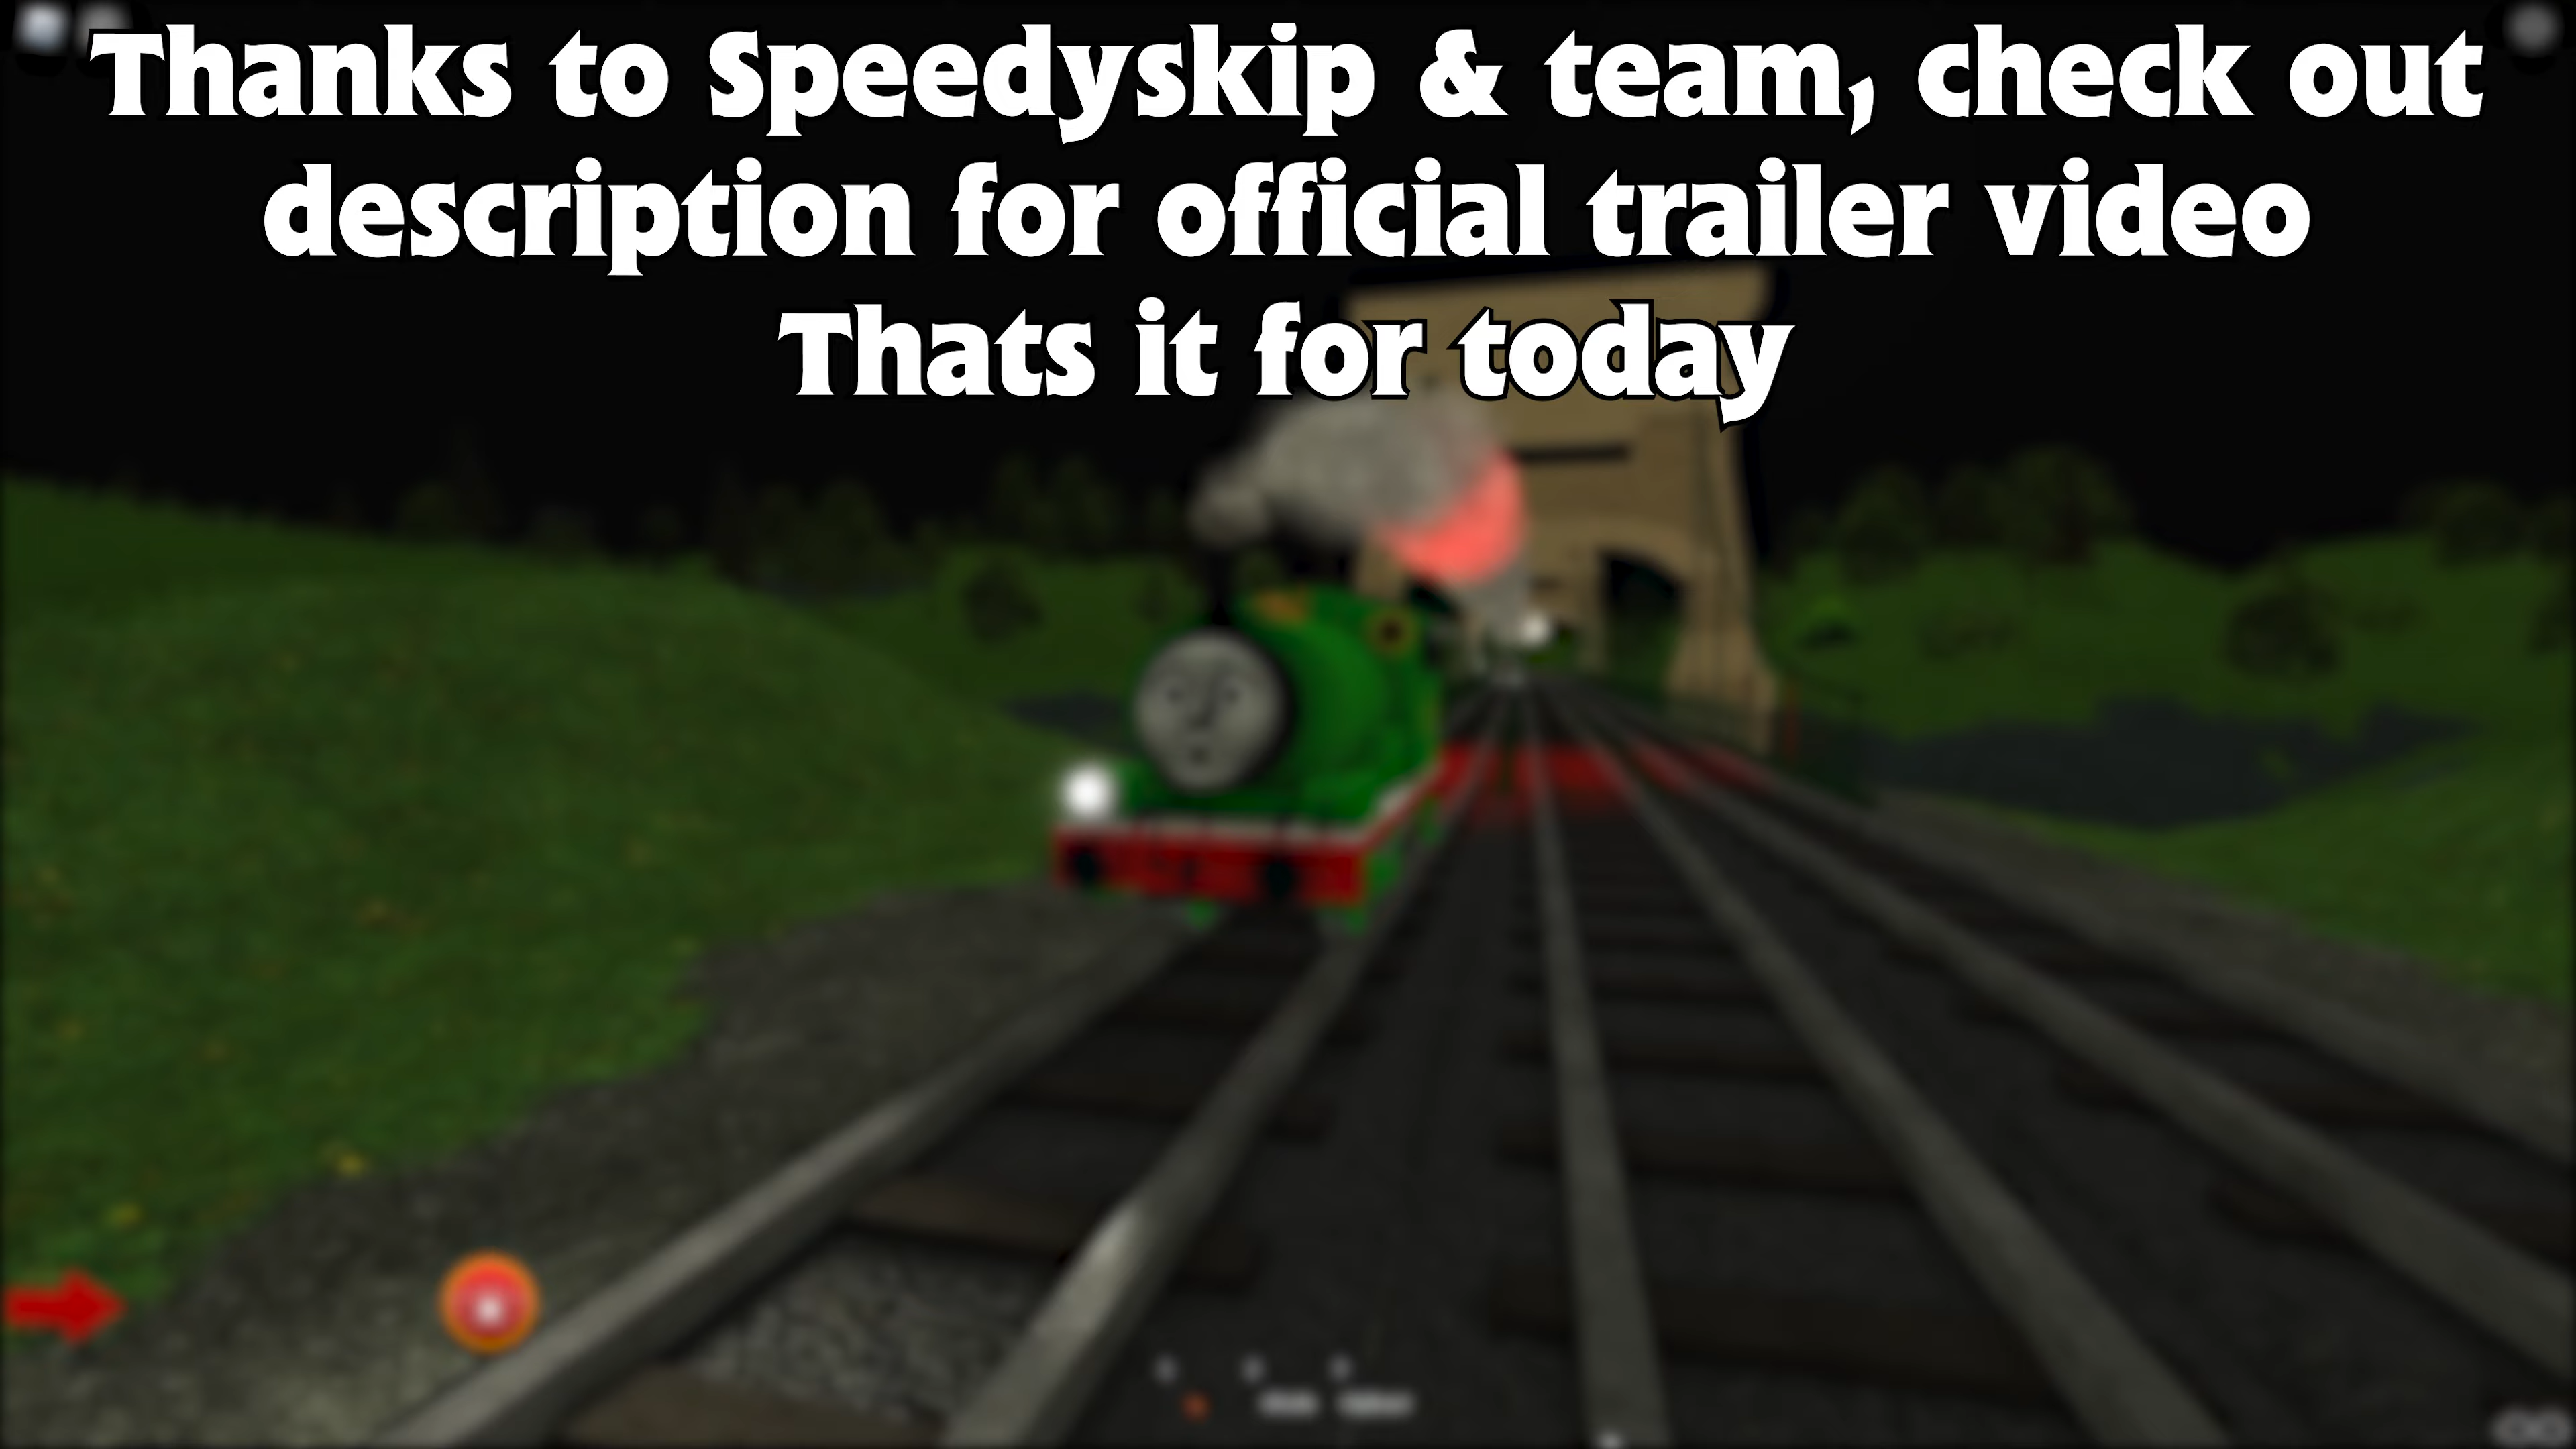 Thanks to Speedyskip & team, check out
description for official trailer video
Thats it for today